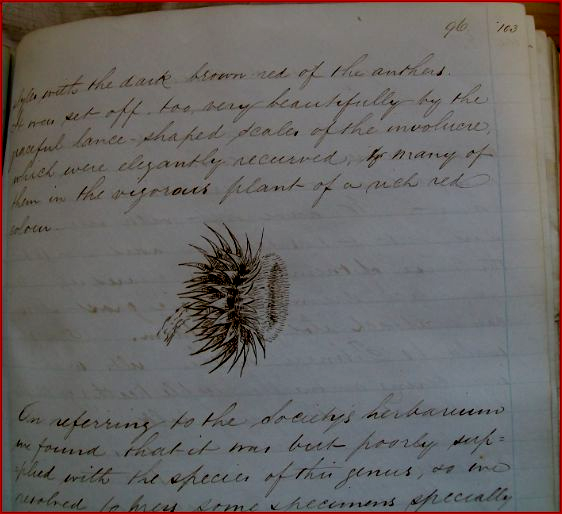 96. 103
styles with the dark brown red of the anthers.
It was set off, too, very beautifully by the
graceful lance-shaped scales of the involucre,
which were elegantly recurved, & many of
them in the vigorous plant of a rich red
colour.
On referring to the Society's herbarium
we found that it was but poorly sup=
=plied with the species of this genus, so we
resolved to press some specimens specially